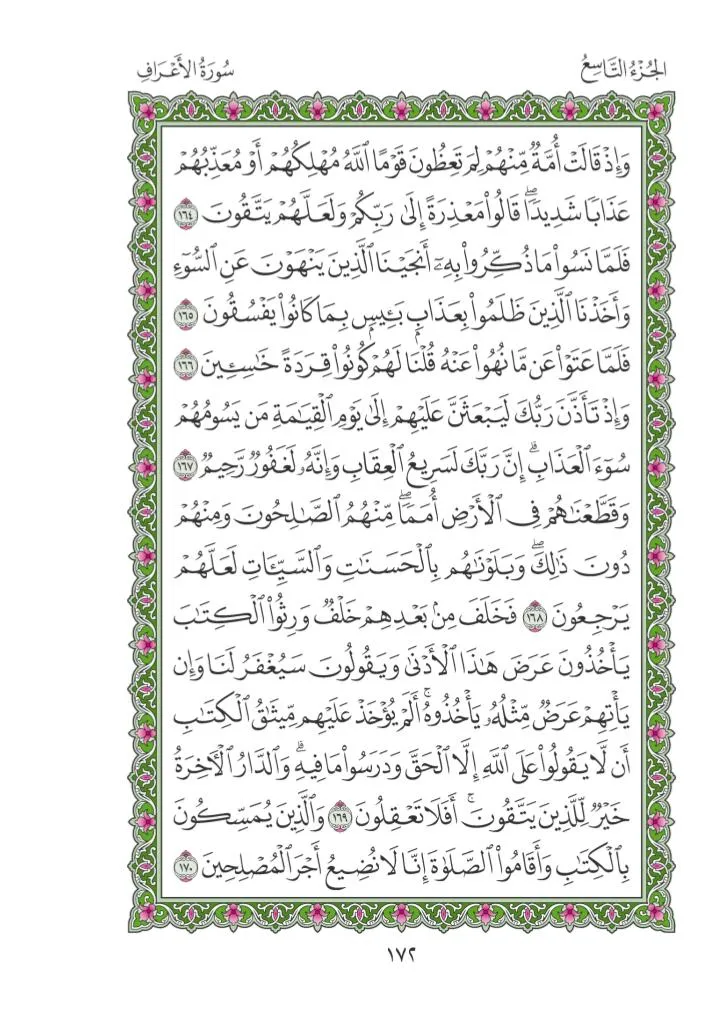 الجُزْءُ التَّاسِعُ
سُورَةُ الأَعْرَافِ
وَإِذْ قَالَتْ أُمَّةٌ مِّنْهُمْ لِمَ تَعِظُونَ قَوْمًا ٱللَّهُ مُهْلِكُهُمْ أَوْ مُعَذِّبُهُمْ
عَذَابًا شَدِيدًا ۖ قَالُوا۟ مَعْذِرَةً إِلَىٰ رَبِّكُمْ وَلَعَلَّهُمْ يَتَّقُونَ ١٦٤
فَلَمَّا نَسُوا۟ مَا ذُكِّرُوا۟ بِهِۦٓ أَنجَيْنَا ٱلَّذِينَ يَنْهَوْنَ عَنِ ٱلسُّوٓءِ
وَأَخَذْنَا ٱلَّذِينَ ظَلَمُوا۟ بِعَذَابٍۭ بَـِٔيسٍۭ بِمَا كَانُوا۟ يَفْسُقُونَ ١٦٥
فَلَمَّا عَتَوْا۟ عَن مَّا نُهُوا۟ عَنْهُ قُلْنَا لَهُمْ كُونُوا۟ قِرَدَةً خَـٰسِـِٔينَ ١٦٦
وَإِذْ تَأَذَّنَ رَبُّكَ لَيَبْعَثَنَّ عَلَيْهِمْ إِلَىٰ يَوْمِ ٱلْقِيَـٰمَةِ مَن يَسُومُهُمْ
سُوٓءَ ٱلْعَذَابِ ۗ إِنَّ رَبَّكَ لَسَرِيعُ ٱلْعِقَابِ ۖ وَإِنَّهُۥ لَغَفُورٌ رَّحِيمٌ ١٦٧
وَقَطَّعْنَـٰهُمْ فِى ٱلْأَرْضِ أُمَمًا ۖ مِّنْهُمُ ٱلصَّـٰلِحُونَ وَمِنْهُمْ
دُونَ ذَٰلِكَ ۖ وَبَلَوْنَـٰهُم بِٱلْحَسَنَـٰتِ وَٱلسَّيِّـَٔاتِ لَعَلَّهُمْ
يَرْجِعُونَ ١٦٨ فَخَلَفَ مِنۢ بَعْدِهِمْ خَلْفٌ وَرِثُوا۟ ٱلْكِتَـٰبَ
يَأْخُذُونَ عَرَضَ هَـٰذَا ٱلْأَدْنَىٰ وَيَقُولُونَ سَيُغْفَرُ لَنَا وَإِن
يَأْتِهِمْ عَرَضٌ مِّثْلُهُۥ يَأْخُذُوهُ ۚ أَلَمْ يُؤْخَذْ عَلَيْهِم مِّيثَـٰقُ ٱلْكِتَـٰبِ
أَن لَّا يَقُولُوا۟ عَلَى ٱللَّهِ إِلَّا ٱلْحَقَّ وَدَرَسُوا۟ مَا فِيهِ ۗ وَٱلدَّارُ ٱلْـَٔاخِرَةُ
خَيْرٌ لِّلَّذِينَ يَتَّقُونَ ۗ أَفَلَا تَعْقِلُونَ ١٦٩ وَٱلَّذِينَ يُمَسِّكُونَ
بِٱلْكِتَـٰبِ وَأَقَامُوا۟ ٱلصَّلَوٰةَ إِنَّا لَا نُضِيعُ أَجْرَ ٱلْمُصْلِحِينَ ١٧٠
١٧٢